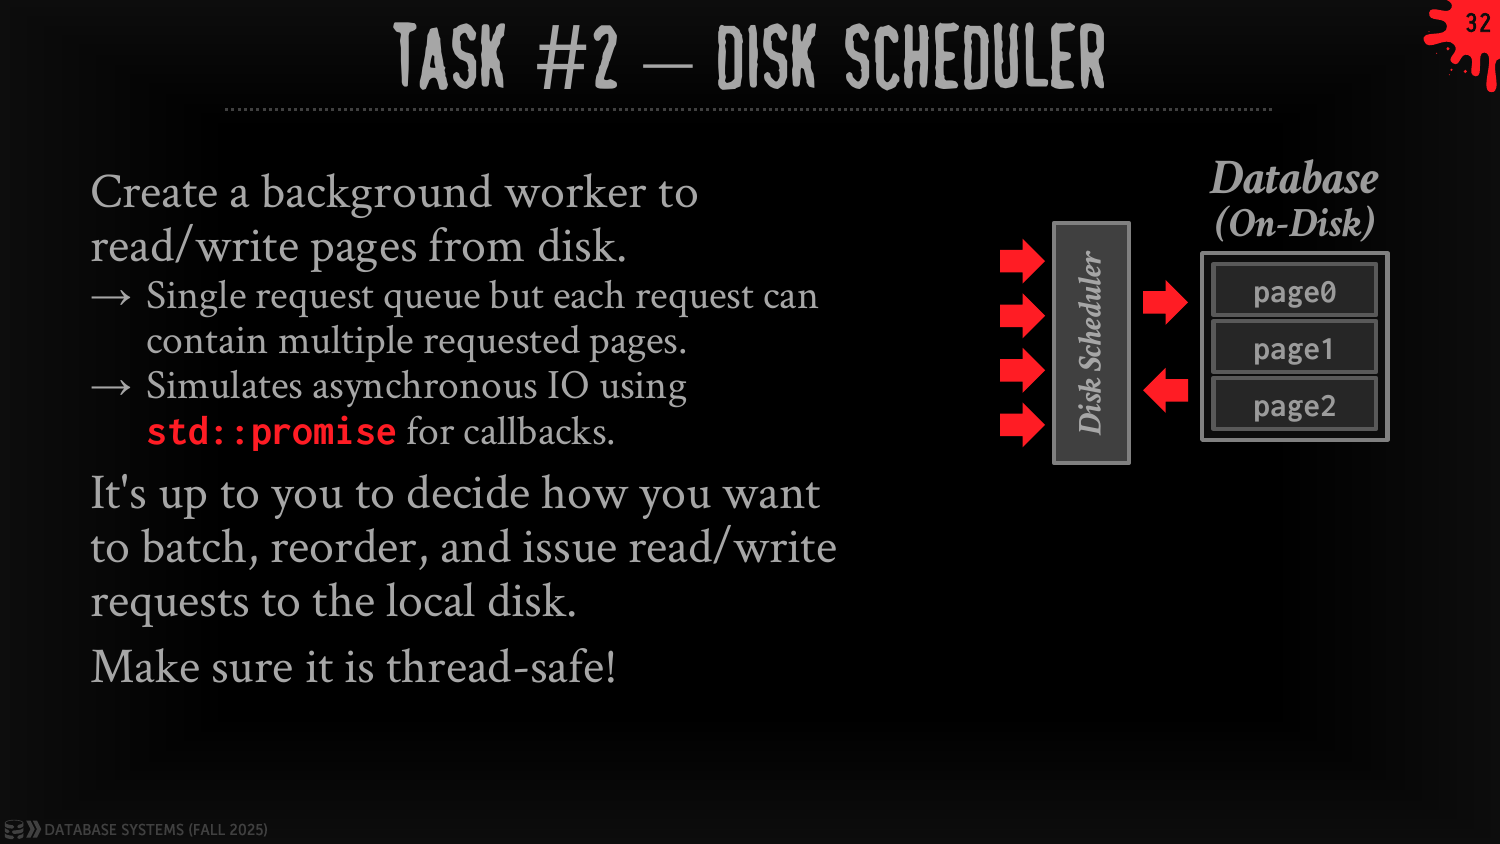 32
TASK #2 — DISK SCHEDULER
Create a background worker to
read/write pages from disk.
→ Single request queue but each request can
contain multiple requested pages.
→ Simulates asynchronous IO using
std::promise for callbacks.
It's up to you to decide how you want
to batch, reorder, and issue read/write
requests to the local disk.
Make sure it is thread-safe!
Disk Scheduler
Database
(On-Disk)
page0
page1
page2
DATABASE SYSTEMS (FALL 2025)